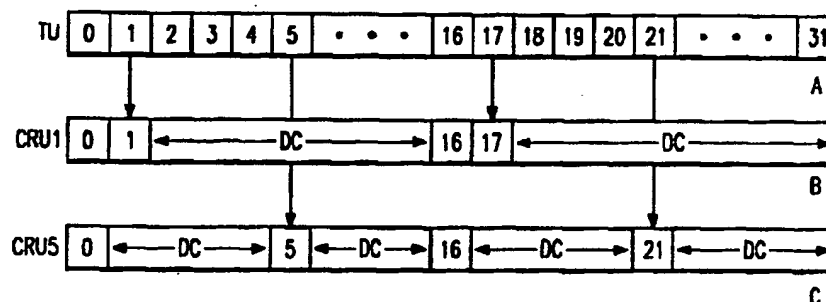 TU 0 1 2 3 4 5 • • • 16 17 18 19 20 21 • • • 31
A
CRU1 0 1 DC 16 17 DC
B
CRU5 0 DC 5 DC 16 DC 21 DC
C